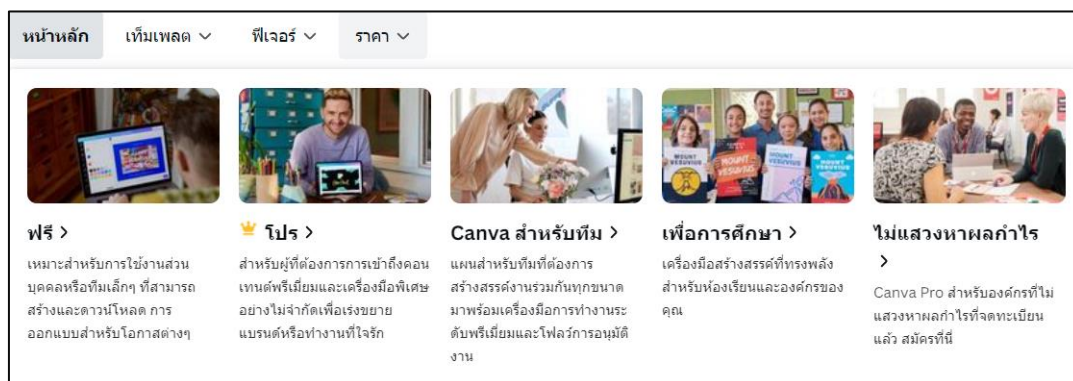 หน้าหลัก เท็มเพลต ฟีเจอร์ ราคา
ฟรี >
เหมาะสำหรับการใช้งานส่วน
บุคคลหรือทีมเล็กๆ ที่สามารถ
สร้างและดาวน์โหลด การ
ออกแบบสำหรับโอกาสต่างๆ
โปร >
สำหรับผู้ที่ต้องการการเข้าถึงคอน
เทนต์พรีเมี่ยมและเครื่องมือพิเศษ
อย่างไม่จำกัดเพื่อเร่งขยาย
แบรนด์หรือทำงานที่ใจรัก
Canva สำหรับทีม >
แผนสำหรับทีมที่ต้องการ
สร้างสรรค์งานร่วมกันทุกขนาด
มาพร้อมเครื่องมือการทำงานระ
ดับพรีเมี่ยมและโฟลว์การอนุมัติ
งาน
MOUNT
VESUVIUS
MOUNT
VESUVIUS
เพื่อการศึกษา >
เครื่องมือสร้างสรรค์ที่ทรงพลัง
สำหรับห้องเรียนและองค์กรของ
คุณ
ไม่แสวงหาผลกำไร
>
Canva Pro สำหรับองค์กรที่ไม่
แสวงหาผลกำไรที่จดทะเบียน
แล้ว สมัครที่นี่